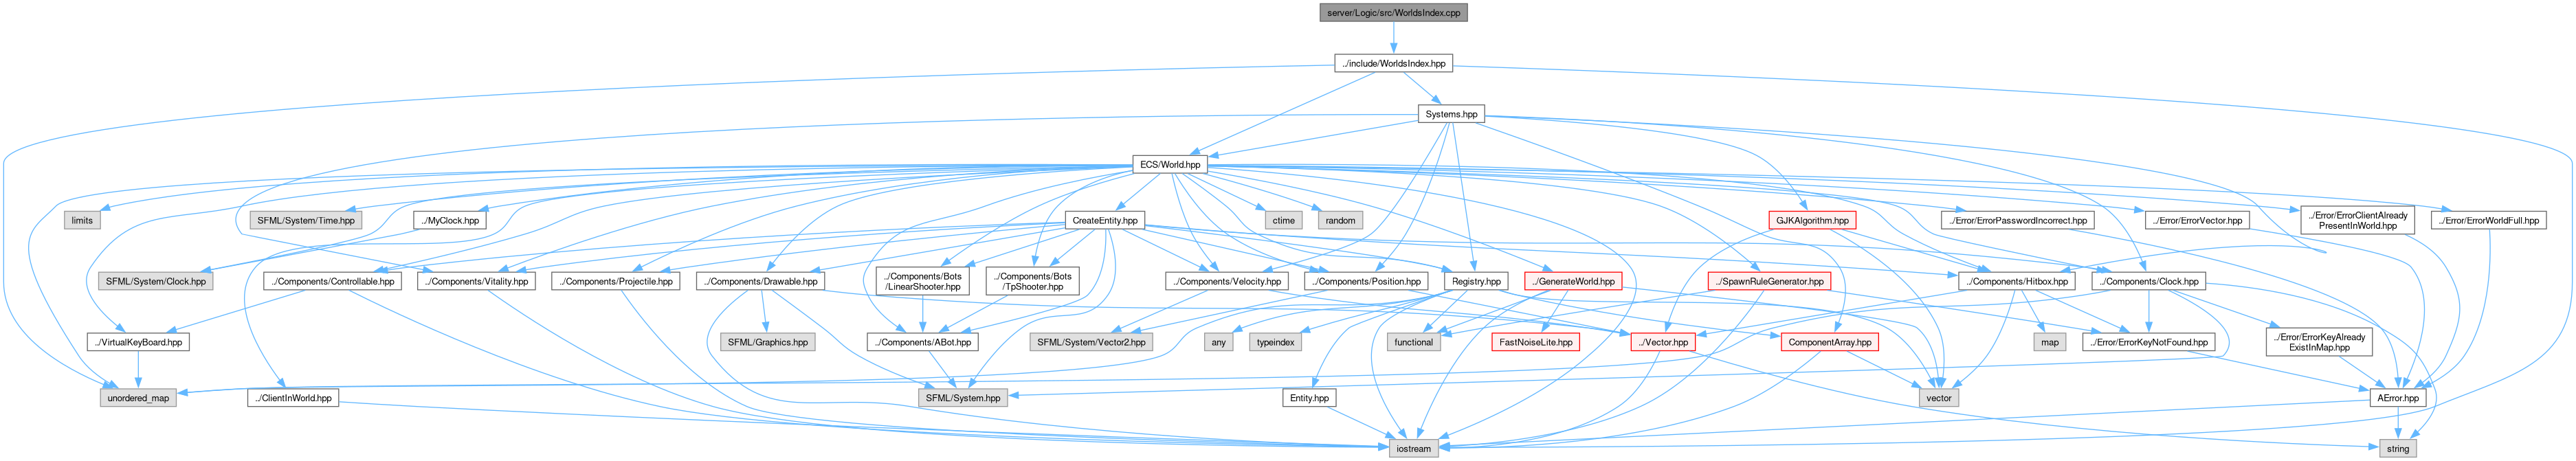 server/Logic/src/WorldsIndex.cpp
../include/WorldsIndex.hpp
Systems.hpp
ECS/World.hpp
limits
SFML/System/Time.hpp
../MyClock.hpp
CreateEntity.hpp
ctime
random
GJKAlgorithm.hpp
../Error/ErrorPasswordIncorrect.hpp
../Error/ErrorVector.hpp
../Error/ErrorClientAlready
PresentInWorld.hpp
../Error/ErrorWorldFull.hpp
SFML/System/Clock.hpp
../Components/Controllable.hpp
../Components/Vitality.hpp
../Components/Projectile.hpp
../Components/Drawable.hpp
../Components/Bots
/LinearShooter.hpp
../Components/Bots
/TpShooter.hpp
../Components/Velocity.hpp
../Components/Position.hpp
Registry.hpp
../GenerateWorld.hpp
../SpawnRuleGenerator.hpp
../Components/Hitbox.hpp
../Components/Clock.hpp
../VirtualKeyBoard.hpp
SFML/Graphics.hpp
../Components/ABot.hpp
SFML/System/Vector2.hpp
any
typeindex
functional
FastNoiseLite.hpp
../Vector.hpp
ComponentArray.hpp
map
../Error/ErrorKeyNotFound.hpp
../Error/ErrorKeyAlready
ExistInMap.hpp
unordered_map
../ClientInWorld.hpp
SFML/System.hpp
Entity.hpp
vector
AError.hpp
iostream
string